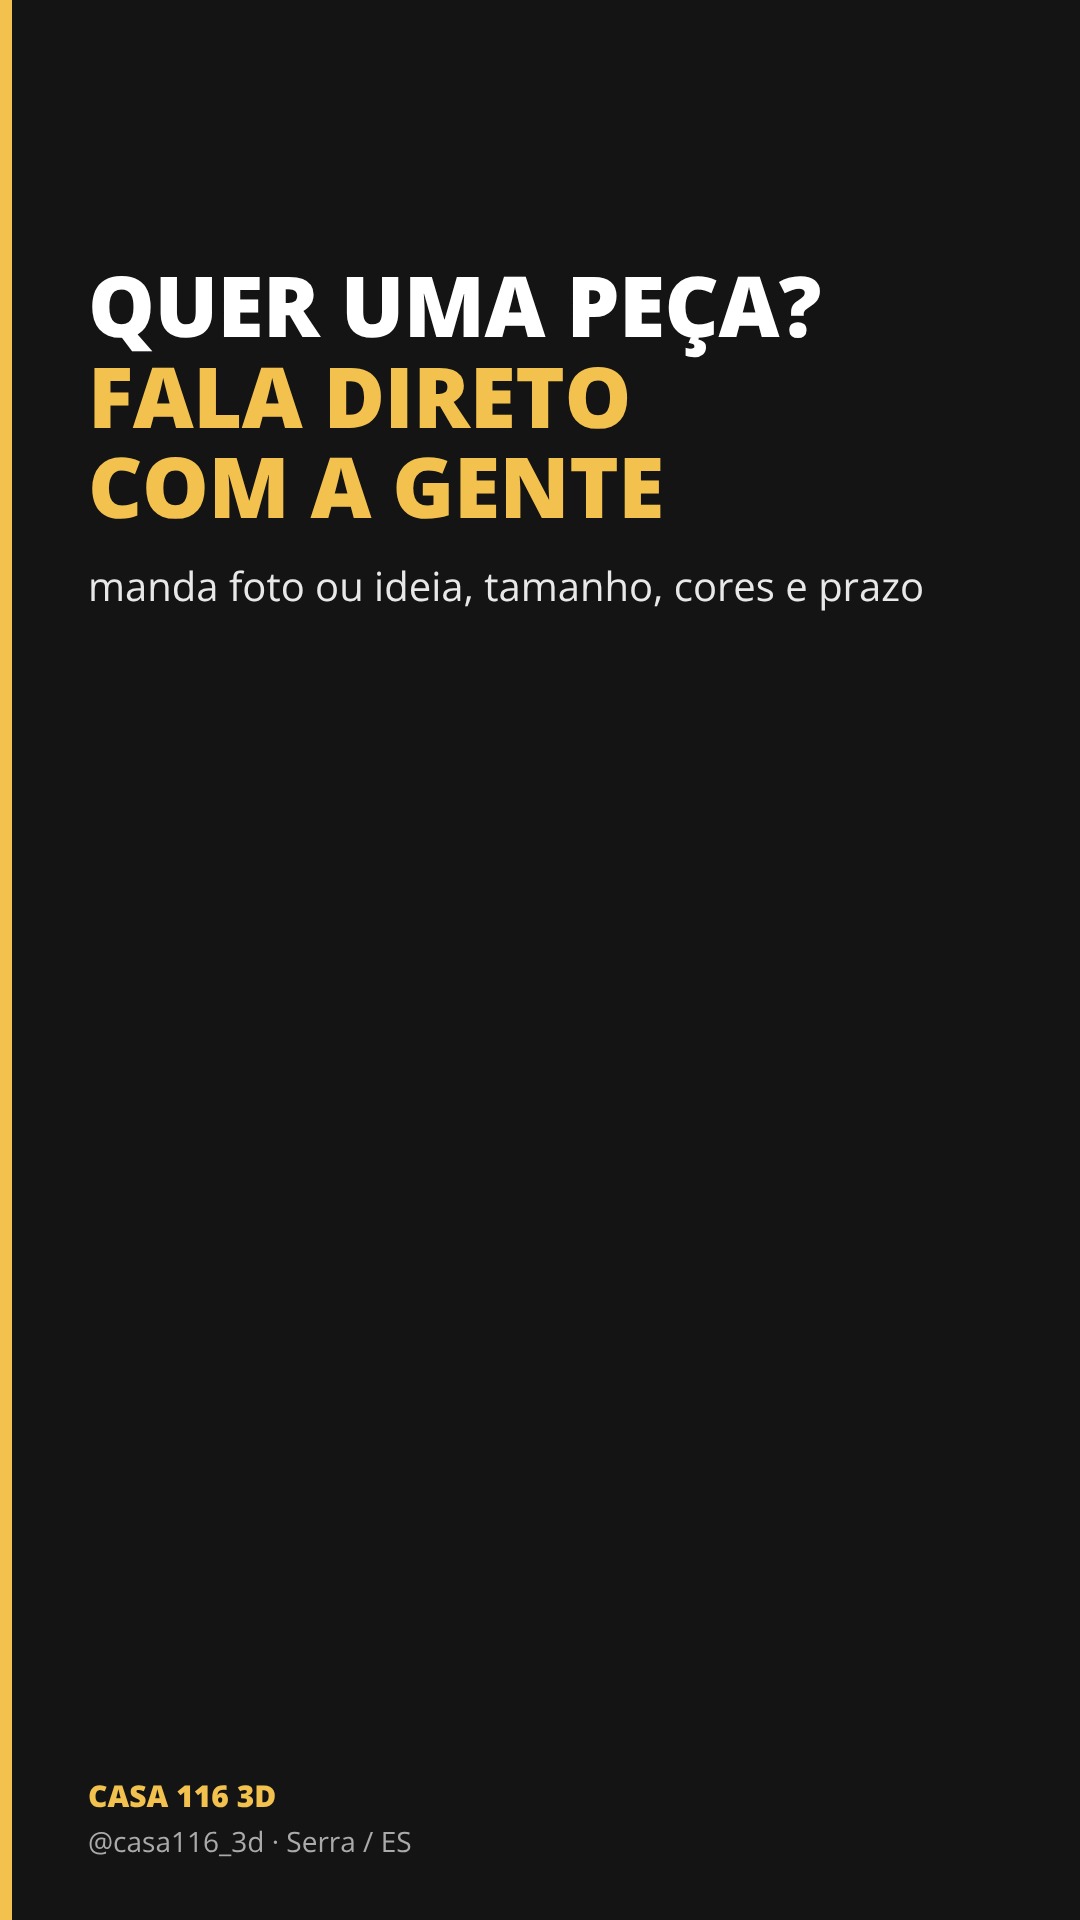 QUER UMA PEÇA?
FALA DIRETO
COM A GENTE
manda foto ou ideia, tamanho, cores e prazo
CASA 116 3D
@casa116_3d · Serra / ES